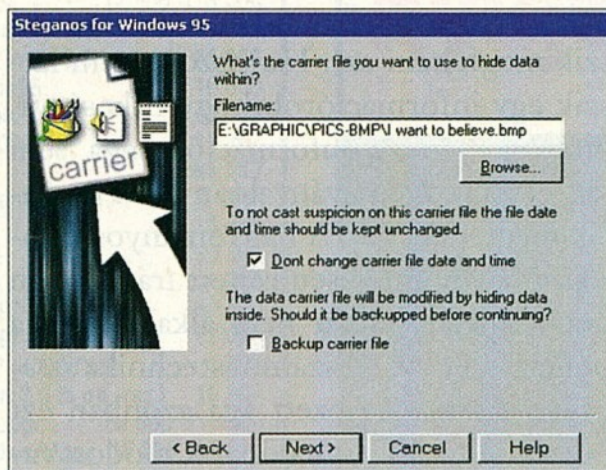 Steganos for Windows 95
carrier
What's the carrier file you want to use to hide data
within?
Filename:
E:\GRAPHIC\PICS-BMP\I want to believe.bmp
Browse...
To not cast suspicion on this carrier file the file date
and time should be kept unchanged.
Dont change carrier file date and time
The data carrier file will be modified by hiding data
inside. Should it be backupped before continuing?
Backup carrier file
< Back Next > Cancel Help